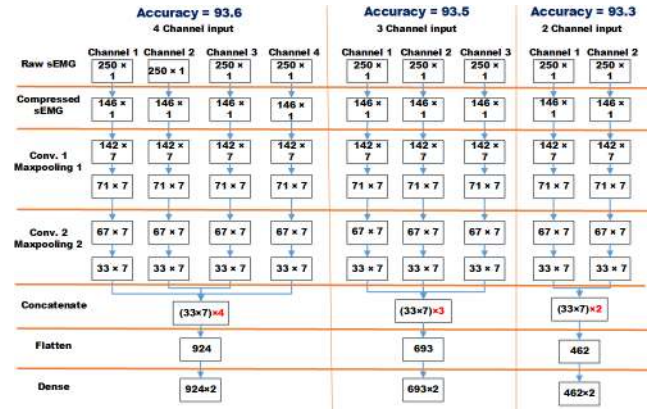 Accuracy = 93.6 Accuracy = 93.5 Accuracy = 93.3
4 Channel input 3 Channel input 2 Channel input
Channel 1 Channel 2 Channel 3 Channel 4 Channel 1 Channel 2 Channel 3 Channel 1 Channel 2
Raw sEMG 250 × 1 250 × 1 250 × 1 250 × 1 250 × 1 250 × 1 250 × 1 250 × 1 250 × 1
Compressed sEMG 146 × 1 146 × 1 146 × 1 146 × 1 146 × 1 146 × 1 146 × 1 146 × 1 146 × 1
Conv. 1 142 × 7 142 × 7 142 × 7 142 × 7 142 × 7 142 × 7 142 × 7 142 × 7 142 × 7
Maxpooling 1 71 × 7 71 × 7 71 × 7 71 × 7 71 × 7 71 × 7 71 × 7 71 × 7 71 × 7
Conv. 2 67 × 7 67 × 7 67 × 7 67 × 7 67 × 7 67 × 7 67 × 7 67 × 7 67 × 7
Maxpooling 2 33 × 7 33 × 7 33 × 7 33 × 7 33 × 7 33 × 7 33 × 7 33 × 7 33 × 7
Concatenate (33×7)×4 (33×7)×3 (33×7)×2
Flatten 924 693 462
Dense 924×2 693×2 462×2